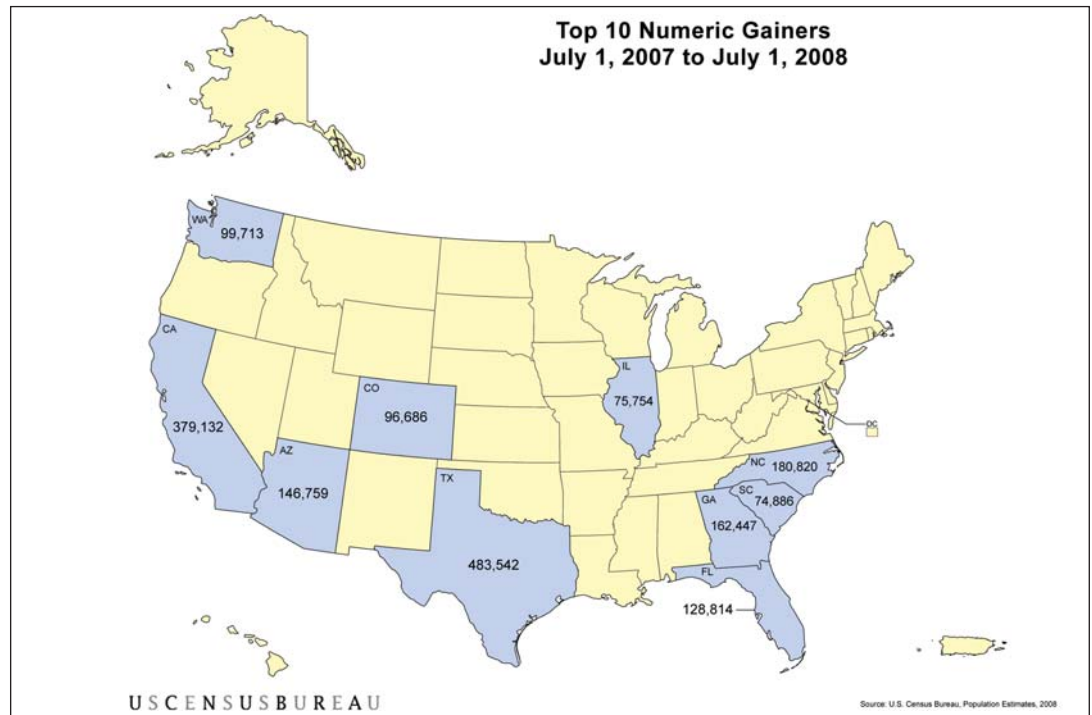 Top 10 Numeric Gainers
July 1, 2007 to July 1, 2008
WA
99,713
CA
379,132
CO
96,686
IL
75,754
AZ
146,759
TX
483,542
NC 180,820
SC
74,886
GA
162,447
FL
128,814
DC
USCENSUSBUREAU
Source: U.S. Census Bureau, Population Estimates, 2008